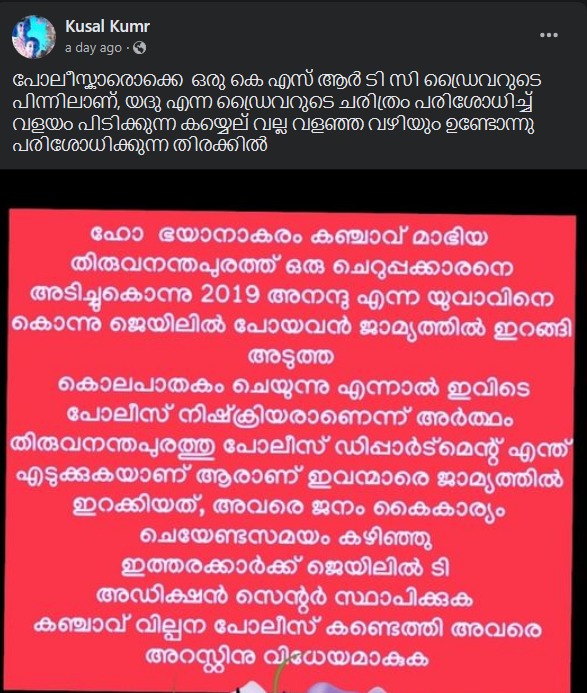 Kusal Kumr
a day ago ·
പോലീസ്കാരൊക്കെ ഒരു കെ എസ് ആർ ടി സി ഡ്രൈവറുടെ
പിന്നിലാണ്, യദു എന്ന ഡ്രൈവറുടെ ചരിത്രം പരിശോധിച്ച്
വളയം പിടിക്കുന്ന കയ്യെല് വല്ല വളഞ്ഞ വഴിയും ഉണ്ടോന്നു
പരിശോധിക്കുന്ന തിരക്കിൽ
ഹോ ഭയാനാകരം കഞ്ചാവ് മാഭിയ
തിരുവനന്തപുരത്ത് ഒരു ചെറുപ്പക്കാരനെ
അടിച്ചുകൊന്നു 2019 അനന്ദു എന്ന യുവാവിനെ
കൊന്നു ജെയിലിൽ പോയവൻ ജാമ്യത്തിൽ ഇറങ്ങി
അടുത്ത
കൊലപാതകം ചെയുന്നു എന്നാൽ ഇവിടെ
പോലീസ് നിഷ്ക്രിയരാണെന്ന് അർത്ഥം
തിരുവനന്തപുരത്തു പോലീസ് ഡിപ്പാർട്മെന്റ് എന്ത്
എടുക്കുകയാണ് ആരാണ് ഇവന്മാരെ ജാമ്യത്തിൽ
ഇറക്കിയത്, അവരെ ജനം കൈകാര്യം
ചെയേണ്ടസമയം കഴിഞ്ഞു
ഇത്തരക്കാർക്ക് ജെയിലിൽ ടി
അഡിക്ഷൻ സെന്റർ സ്ഥാപിക്കുക
കഞ്ചാവ് വില്പന പോലീസ് കണ്ടെത്തി അവരെ
അറസ്റ്റിനു വിധേയമാകുക